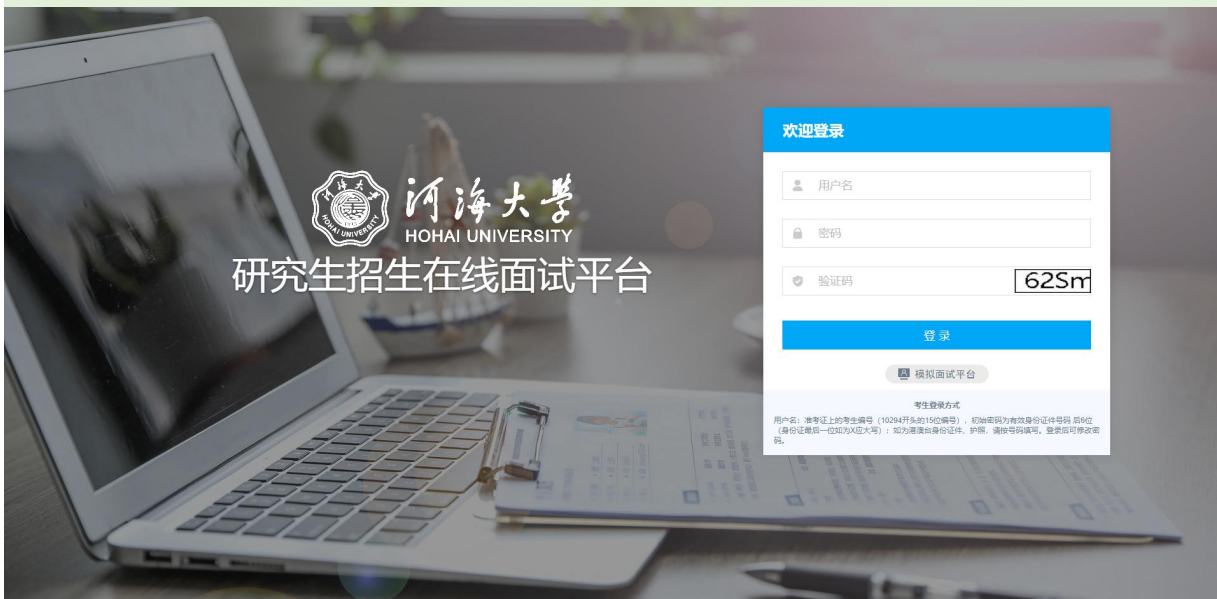 河海大學
HOHAI UNIVERSITY
研究生招生在线面试平台
欢迎登录
用户名
密码
验证码
62Sm
登 录
模拟面试平台
考生登录方式
用户名：准考证上的考生编号（10294开头的15位编号），初始密码为有效身份证件号码 后6位
（身份证最后一位如为X应大写）；如为港澳台身份证件、护照，请按号码填写。登录后可修改密
码。